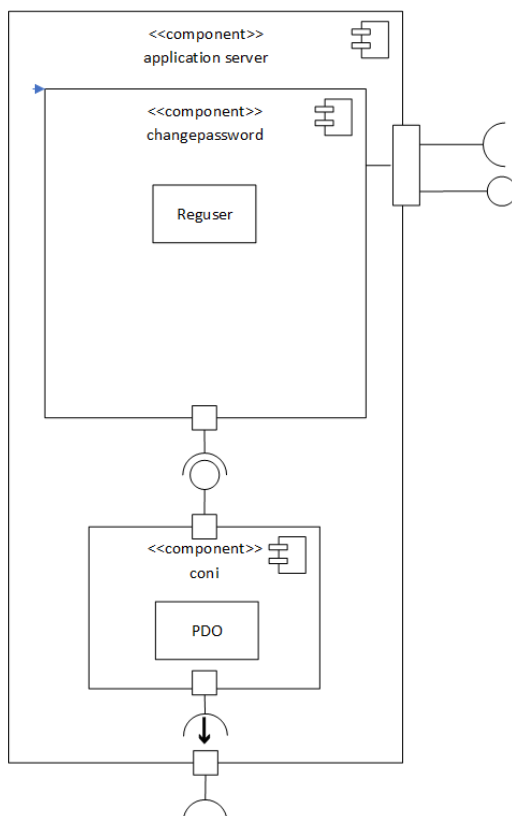 <<component>>
application server
<<component>>
changepassword
Reguser
<<component>>
coni
PDO